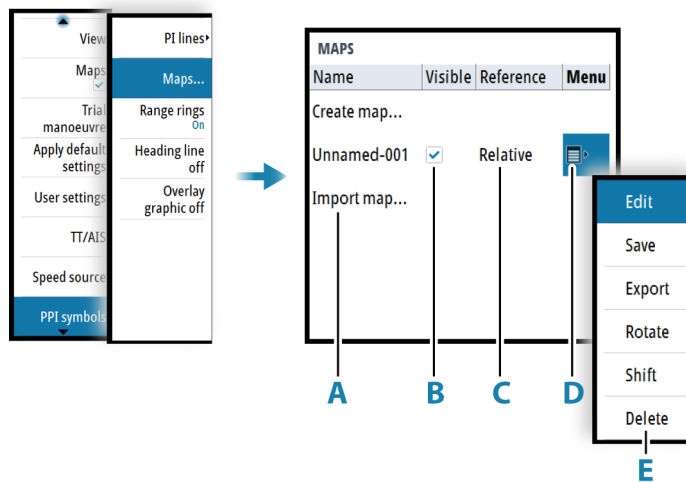 View
Maps
Trial
manoeuvre
Apply default
settings
User settings
TT/AIS
Speed source
PPI symbols
PI lines
Maps...
Range rings
On
Heading line
off
Overlay
graphic off
MAPS
Name Visible Reference Menu
Create map...
Unnamed-001 Relative
Import map...
Edit
Save
Export
Rotate
Shift
Delete
A B C D
E